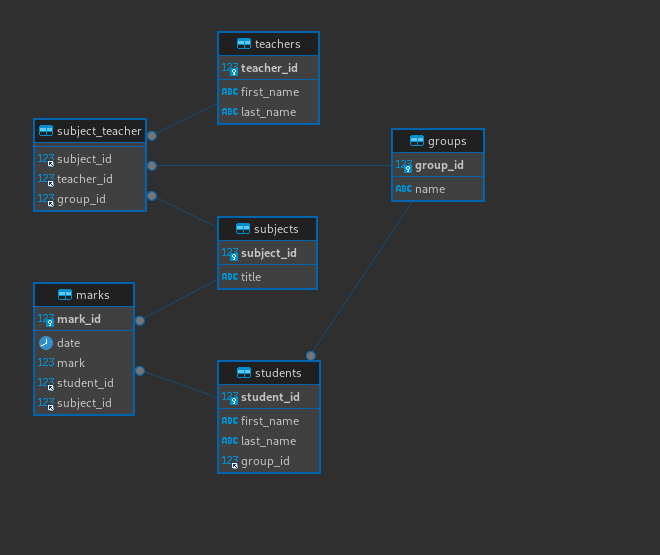 teachers
123 teacher_id
ABC first_name
ABC last_name
subject_teacher
123 subject_id
123 teacher_id
123 group_id
groups
123 group_id
ABC name
subjects
123 subject_id
ABC title
marks
123 mark_id
date
123 mark
123 student_id
123 subject_id
students
123 student_id
ABC first_name
ABC last_name
123 group_id